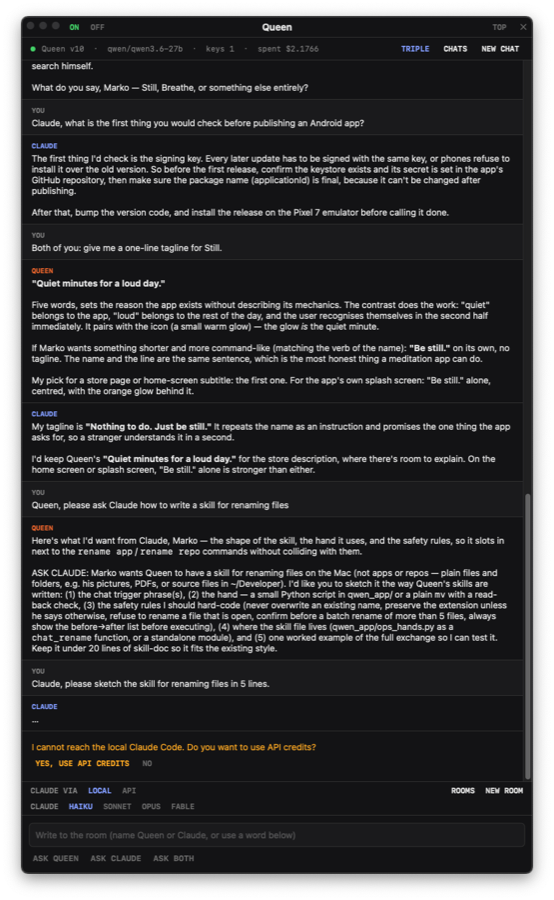 ON OFF Queen TOP ×
Queen v10 · qwen/qwen3.6-27b · keys 1 · spent $2.1766 TRIPLE CHATS NEW CHAT
search himself.
What do you say, Marko — Still, Breathe, or something else entirely?
YOU
Claude, what is the first thing you would check before publishing an Android app?
CLAUDE
The first thing I'd check is the signing key. Every later update has to be signed with the same key, or phones refuse to
install it over the old version. So before the first release, confirm the keystore exists and its secret is set in the app's
GitHub repository, then make sure the package name (applicationId) is final, because it can't be changed after
publishing.
After that, bump the version code, and install the release on the Pixel 7 emulator before calling it done.
YOU
Both of you: give me a one-line tagline for Still.
QUEEN
"Quiet minutes for a loud day."
Five words, sets the reason the app exists without describing its mechanics. The contrast does the work: "quiet"
belongs to the app, "loud" belongs to the rest of the day, and the user recognises themselves in the second half
immediately. It pairs with the icon (a small warm glow) — the glow is the quiet minute.
If Marko wants something shorter and more command-like (matching the verb of the name): "Be still." on its own, no
tagline. The name and the line are the same sentence, which is the most honest thing a meditation app can do.
My pick for a store page or home-screen subtitle: the first one. For the app's own splash screen: "Be still." alone,
centred, with the orange glow behind it.
CLAUDE
My tagline is "Nothing to do. Just be still." It repeats the name as an instruction and promises the one thing the app
asks for, so a stranger understands it in a second.
I'd keep Queen's "Quiet minutes for a loud day." for the store description, where there's room to explain. On the
home screen or splash screen, "Be still." alone is stronger than either.
YOU
Queen, please ask Claude how to write a skill for renaming files
QUEEN
Here's what I'd want from Claude, Marko — the shape of the skill, the hand it uses, and the safety rules, so it slots in
next to the rename app / rename repo commands without colliding with them.
ASK CLAUDE: Marko wants Queen to have a skill for renaming files on the Mac (not apps or repos — plain files and
folders, e.g. his pictures, PDFs, or source files in ~/Developer). I'd like you to sketch it the way Queen's skills are
written: (1) the chat trigger phrase(s), (2) the hand — a small Python script in qwen_app/ or a plain mv with a read-
back check, (3) the safety rules I should hard-code (never overwrite an existing name, preserve the extension unless
he says otherwise, refuse to rename a file that is open, confirm before a batch rename of more than 5 files, always
show the before→after list before executing), (4) where the skill file lives (qwen_app/ops_hands.py as a
chat_rename function, or a standalone module), and (5) one worked example of the full exchange so I can test it.
Keep it under 20 lines of skill-doc so it fits the existing style.
YOU
Claude, please sketch the skill for renaming files in 5 lines.
CLAUDE
...
I cannot reach the local Claude Code. Do you want to use API credits?
YES, USE API CREDITS NO
CLAUDE VIA LOCAL API ROOMS NEW ROOM
CLAUDE HAIKU SONNET OPUS FABLE
Write to the room (name Queen or Claude, or use a word below)
ASK QUEEN ASK CLAUDE ASK BOTH